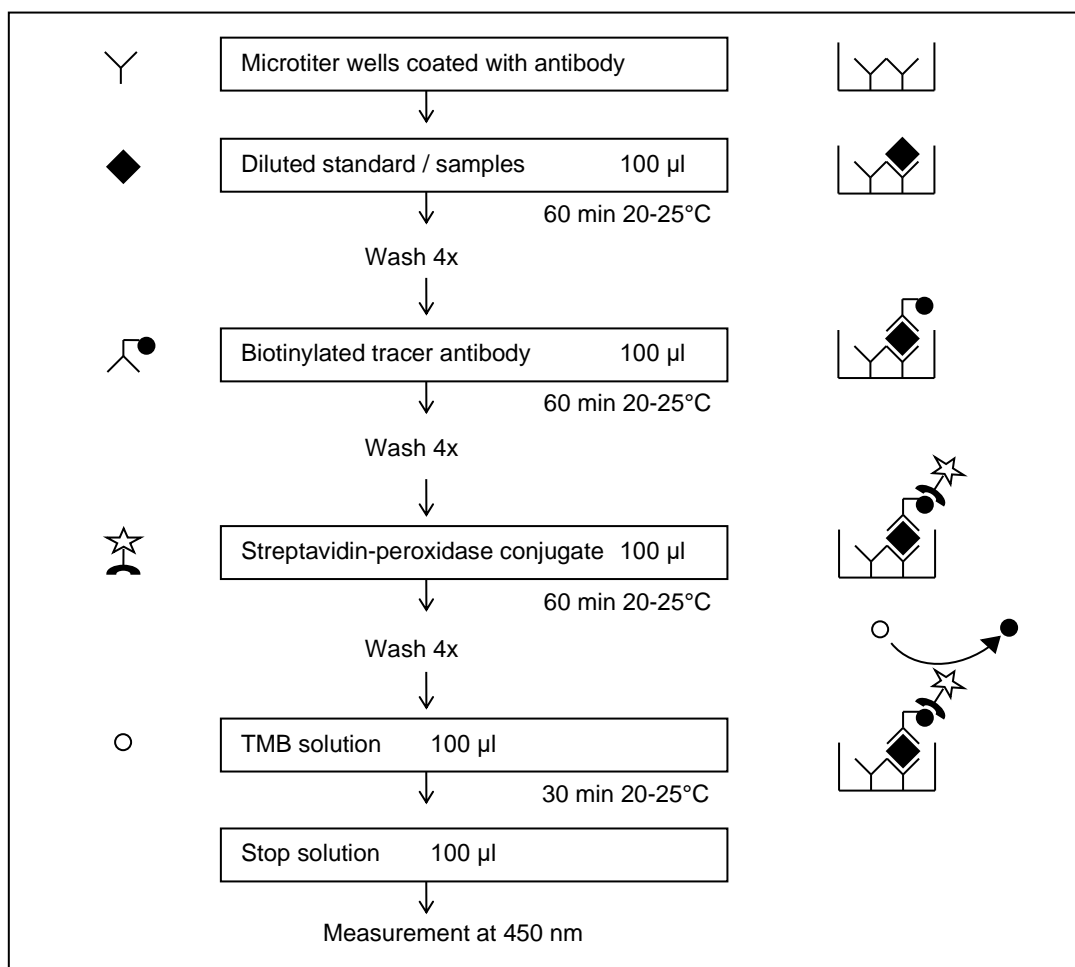 Microtiter wells coated with antibody
Diluted standard / samples 100 µl
60 min 20-25°C
Wash 4x
Biotinylated tracer antibody 100 µl
60 min 20-25°C
Wash 4x
Streptavidin-peroxidase conjugate 100 µl
60 min 20-25°C
Wash 4x
TMB solution 100 µl
30 min 20-25°C
Stop solution 100 µl
Measurement at 450 nm